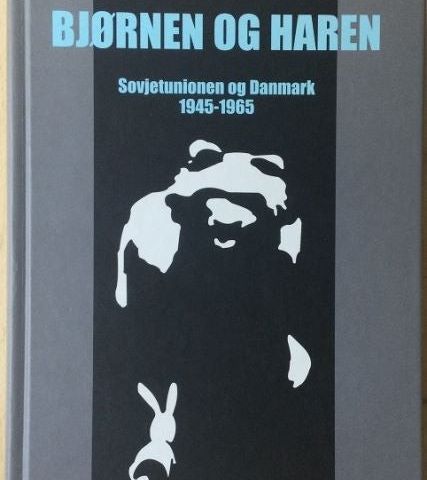 BJØRNEN OG HAREN
Sovjetunionen og Danmark
1945-1965